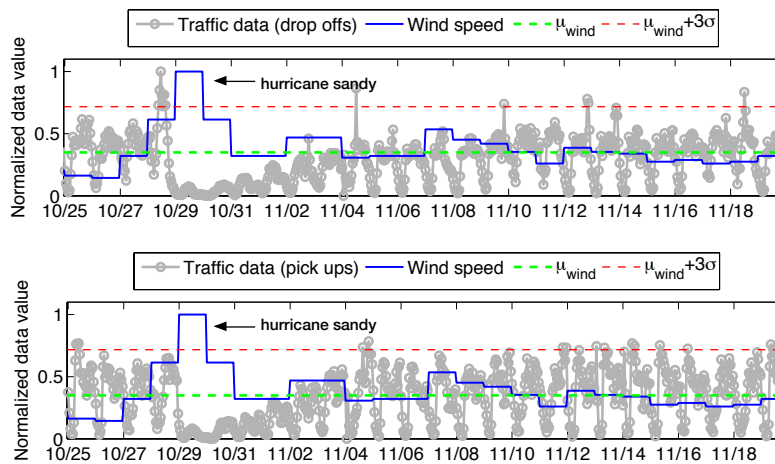 Traffic data (drop offs) Wind speed μwind μwind+3σ
Normalized data value
1
hurricane sandy
0.5
0
10/25 10/27 10/29 10/31 11/02 11/04 11/06 11/08 11/10 11/12 11/14 11/16 11/18
Traffic data (pick ups) Wind speed μwind μwind+3σ
Normalized data value
1
hurricane sandy
0.5
0
10/25 10/27 10/29 10/31 11/02 11/04 11/06 11/08 11/10 11/12 11/14 11/16 11/18